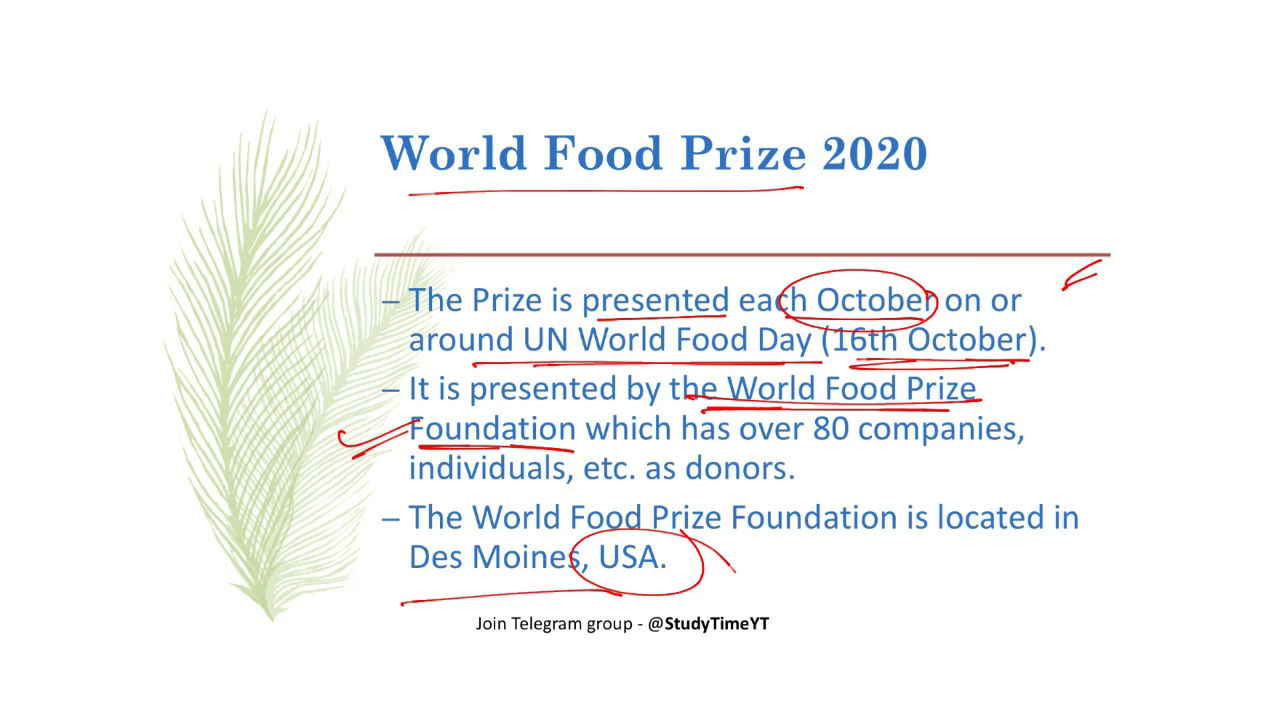 World Food Prize 2020
– The Prize is presented each October on or
around UN World Food Day (16th October).
– It is presented by the World Food Prize
Foundation which has over 80 companies,
individuals, etc. as donors.
– The World Food Prize Foundation is located in
Des Moines, USA.
Join Telegram group - @StudyTimeYT